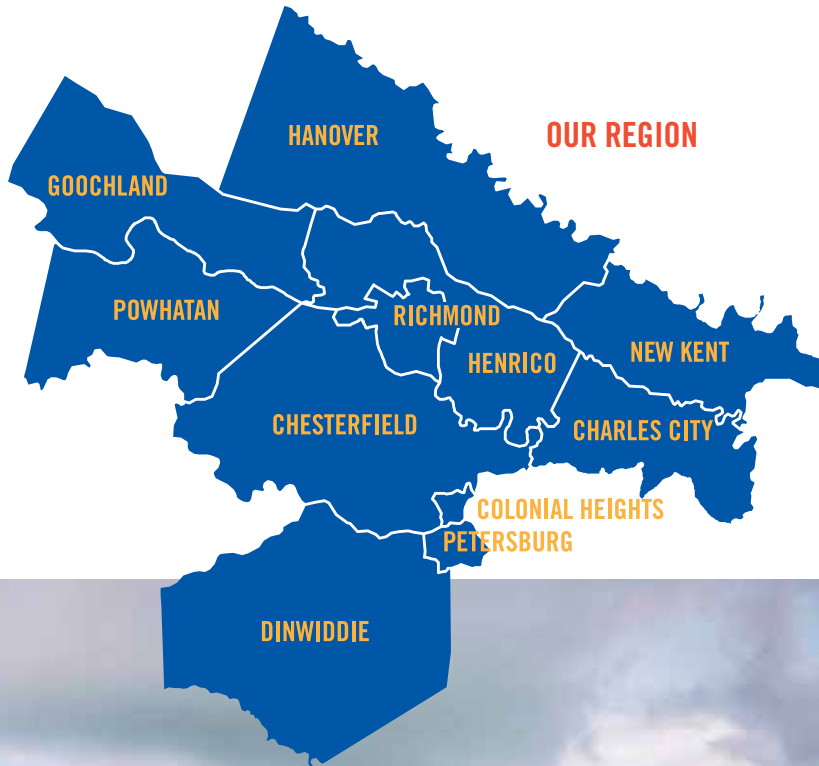 HANOVER
OUR REGION
GOOCHLAND
POWHATAN
RICHMOND
NEW KENT
HENRICO
CHESTERFIELD
CHARLES CITY
COLONIAL HEIGHTS
PETERSBURG
DINWIDDIE